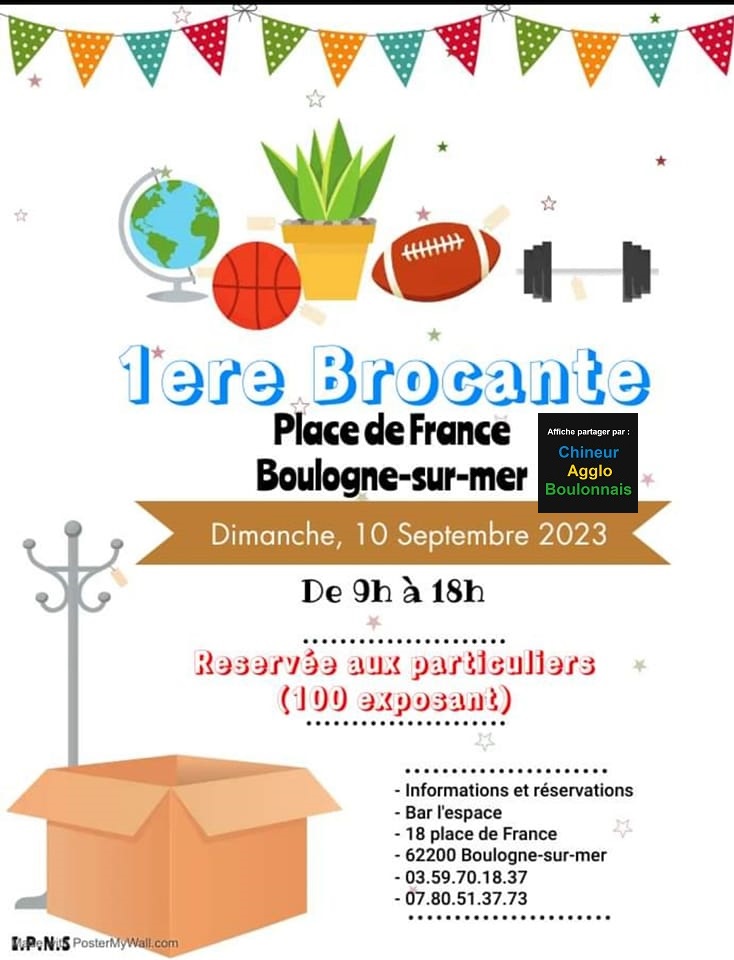 1ere Brocante
Place de France
Boulogne-sur-mer
Affiche partager par :
Chineur
Agglo
Boulonnais
Dimanche, 10 Septembre 2023
De 9h à 18h
Reservée aux particuliers
(100 exposant)
- Informations et réservations
- Bar l'espace
- 18 place de France
- 62200 Boulogne-sur-mer
- 03.59.70.18.37
- 07.80.51.37.73
I.P.N.S
Made with PosterMyWall.com